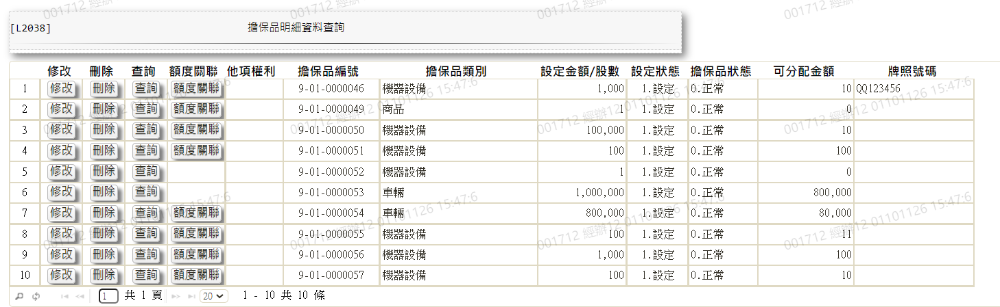 [L2038] 擔保品明細資料查詢
修改 刪除 查詢 額度關聯 他項權利 擔保品編號 擔保品類別 設定金額/股數 設定狀態 擔保品狀態 可分配金額 牌照號碼
1 修改 刪除 查詢 額度關聯 9-01-0000046 機器設備 1,000 1.設定 0.正常 10 QQ123456
2 修改 刪除 查詢 額度關聯 9-01-0000049 商品 1 1.設定 0.正常 0
3 修改 刪除 查詢 額度關聯 9-01-0000050 機器設備 100,000 1.設定 0.正常 10
4 修改 刪除 查詢 額度關聯 9-01-0000051 機器設備 100 1.設定 0.正常 100
5 修改 刪除 查詢 9-01-0000052 機器設備 1 1.設定 0.正常 0
6 修改 刪除 查詢 9-01-0000053 車輛 1,000,000 1.設定 0.正常 800,000
7 修改 刪除 查詢 額度關聯 9-01-0000054 車輛 800,000 1.設定 0.正常 80,000
8 修改 刪除 查詢 額度關聯 9-01-0000055 機器設備 100 1.設定 0.正常 11
9 修改 刪除 查詢 額度關聯 9-01-0000056 機器設備 1,000 1.設定 0.正常 100
10 修改 刪除 查詢 額度關聯 9-01-0000057 機器設備 100 1.設定 0.正常 10
1 共 1 頁 20 1 - 10 共 10 條
001712 經辦12 01101126 15:47:6